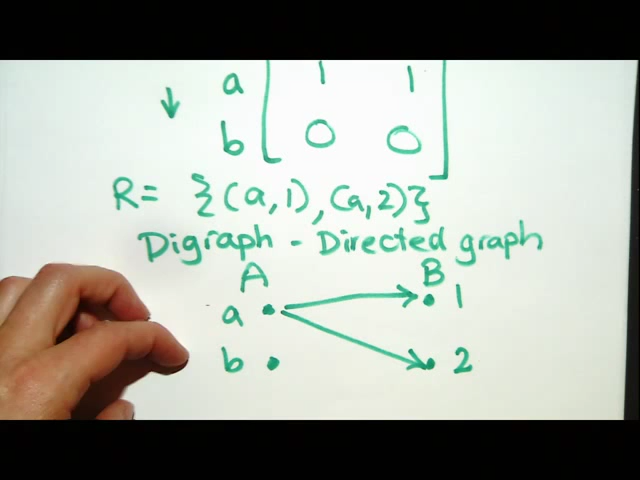 a [ 1 1 ]
↓ b [ 0 0 ]
R = {(a,1), (a,2)}
Digraph - Directed graph
A B
a 1
b 2